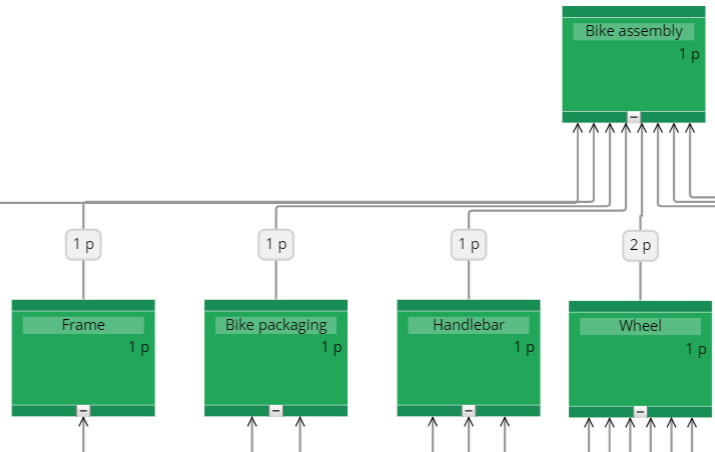 Bike assembly
1 p
1 p
1 p
1 p
2 p
Frame
1 p
Bike packaging
1 p
Handlebar
1 p
Wheel
1 p